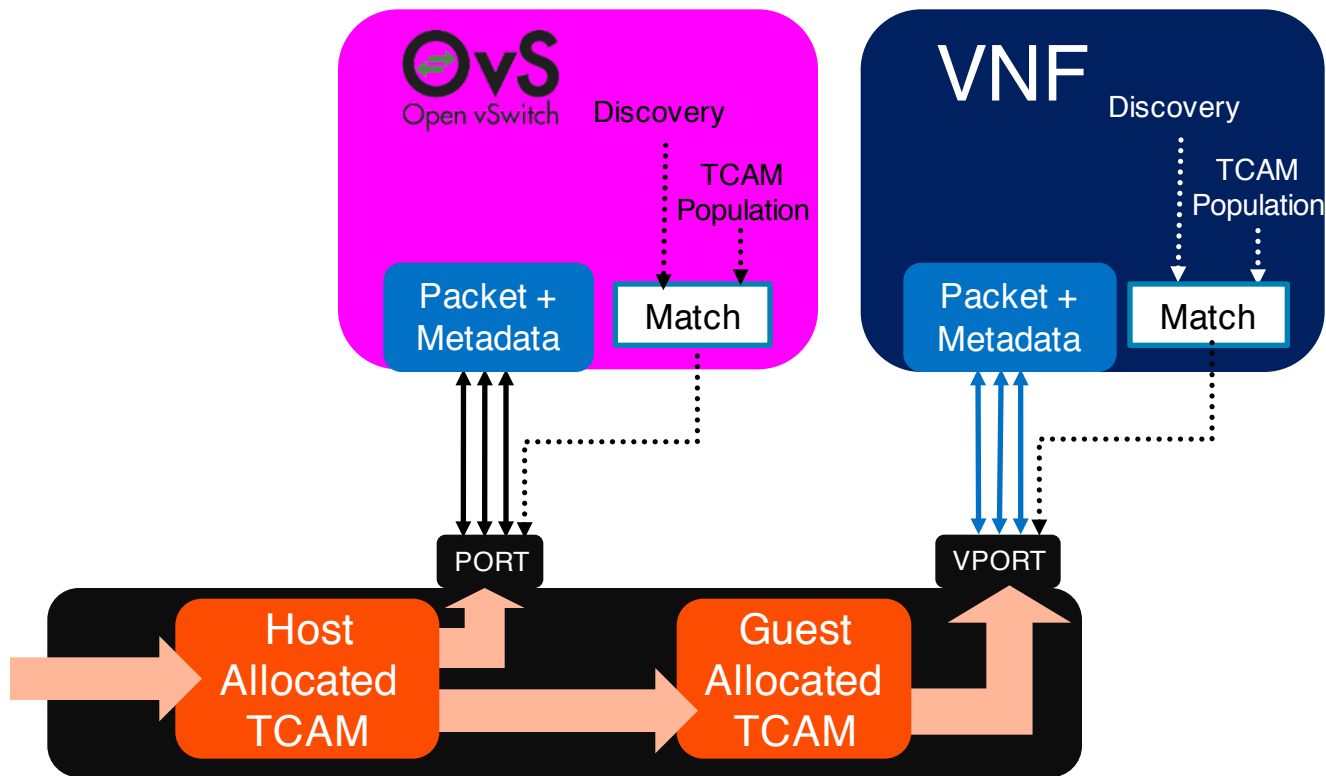 OvS
Open vSwitch
Discovery
TCAM
Population
Packet +
Metadata
Match
VNF
Discovery
TCAM
Population
Packet +
Metadata
Match
PORT
VPORT
Host
Allocated
TCAM
Guest
Allocated
TCAM